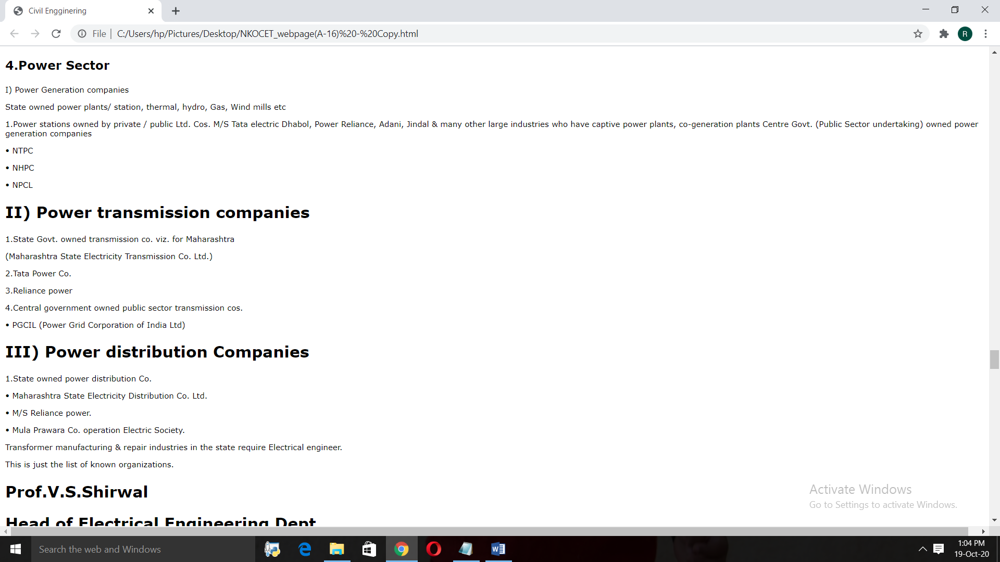 Civil Engginering
File
C:/Users/hp/Pictures/Desktop/NKOCET_webpage(A-16)%20-%20Copy.html
R
4.Power Sector
I) Power Generation companies
State owned power plants/ station, thermal, hydro, Gas, Wind mills etc
1.Power stations owned by private / public Ltd. Cos. M/S Tata electric Dhabol, Power Reliance, Adani, Jindal & many other large industries who have captive power plants, co-generation plants Centre Govt. (Public Sector undertaking) owned power
generation companies
• NTPC
• NHPC
• NPCL
II) Power transmission companies
1.State Govt. owned transmission co. viz. for Maharashtra
(Maharashtra State Electricity Transmission Co. Ltd.)
2.Tata Power Co.
3.Reliance power
4.Central government owned public sector transmission cos.
• PGCIL (Power Grid Corporation of India Ltd)
III) Power distribution Companies
1.State owned power distribution Co.
• Maharashtra State Electricity Distribution Co. Ltd.
• M/S Reliance power.
• Mula Prawara Co. operation Electric Society.
Transformer manufacturing & repair industries in the state require Electrical engineer.
This is just the list of known organizations.
Prof.V.S.Shirwal
Head of Electrical Engineering Dept
Activate Windows
Go to Settings to activate Windows.
Search the web and Windows
1:04 PM
19-Oct-20